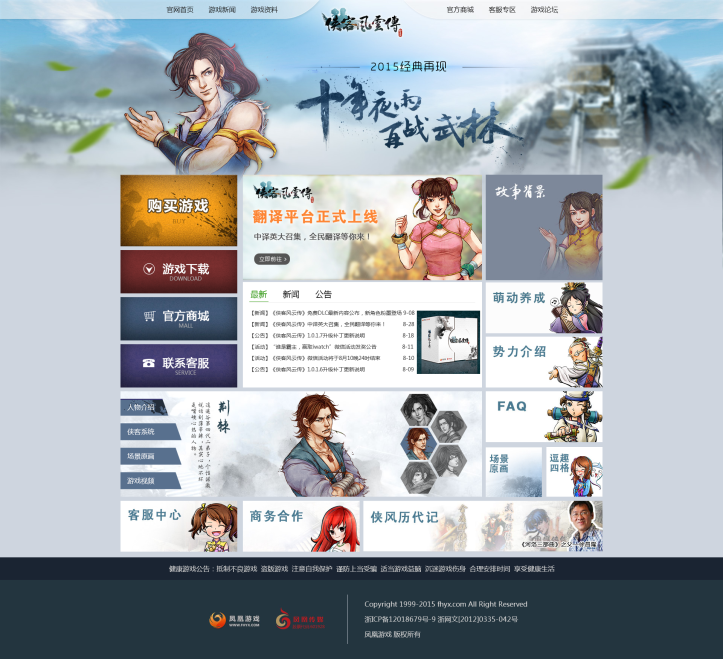 官网首页 游戏新闻 游戏资料
官方商城 客服专区 游戏论坛
侠客风云传
2015经典再现
十年夜雨
再战武林
购买游戏
BUY
游戏下载
DOWNLOAD
官方商城
MALL
联系客服
SERVICE
侠客风云传
翻译平台正式上线
中译英大召集，全民翻译等你来！
立即前往 >
故事背景
最新 新闻 公告
【新闻】《侠客风云传》免费DLC最新内容公布，新角色粘墨登场 9-08
【新闻】《侠客风云传》中译英大召集，全民翻译等你来！ 8-28
【公告】《侠客风云传》1.0.1.7升级补丁更新说明 8-18
【活动】 8-11
【活动】《侠客风云传》微信活动将于8月10晚24时结束 8-10
【公告】《侠客风云传》1.0.1.6升级补丁更新说明 8-09
萌动养成
势力介绍
FAQ
场景
原画
逗趣
四格
人物介绍
侠客系统
场景原画
游戏视频
荆棘
客服中心
商务合作
侠风历代记
健康游戏公告：抵制不良游戏 盗版游戏 注意自我保护 谨防上当受骗 适当游戏益脑 沉迷游戏伤身 合理安排时间 享受健康生活
凤凰游戏
Copyright 1999-2015 fhyx.com All Right Reserved
浙ICP备12018679号-9 浙网文[2012]0335-042号
凤凰游戏 版权所有